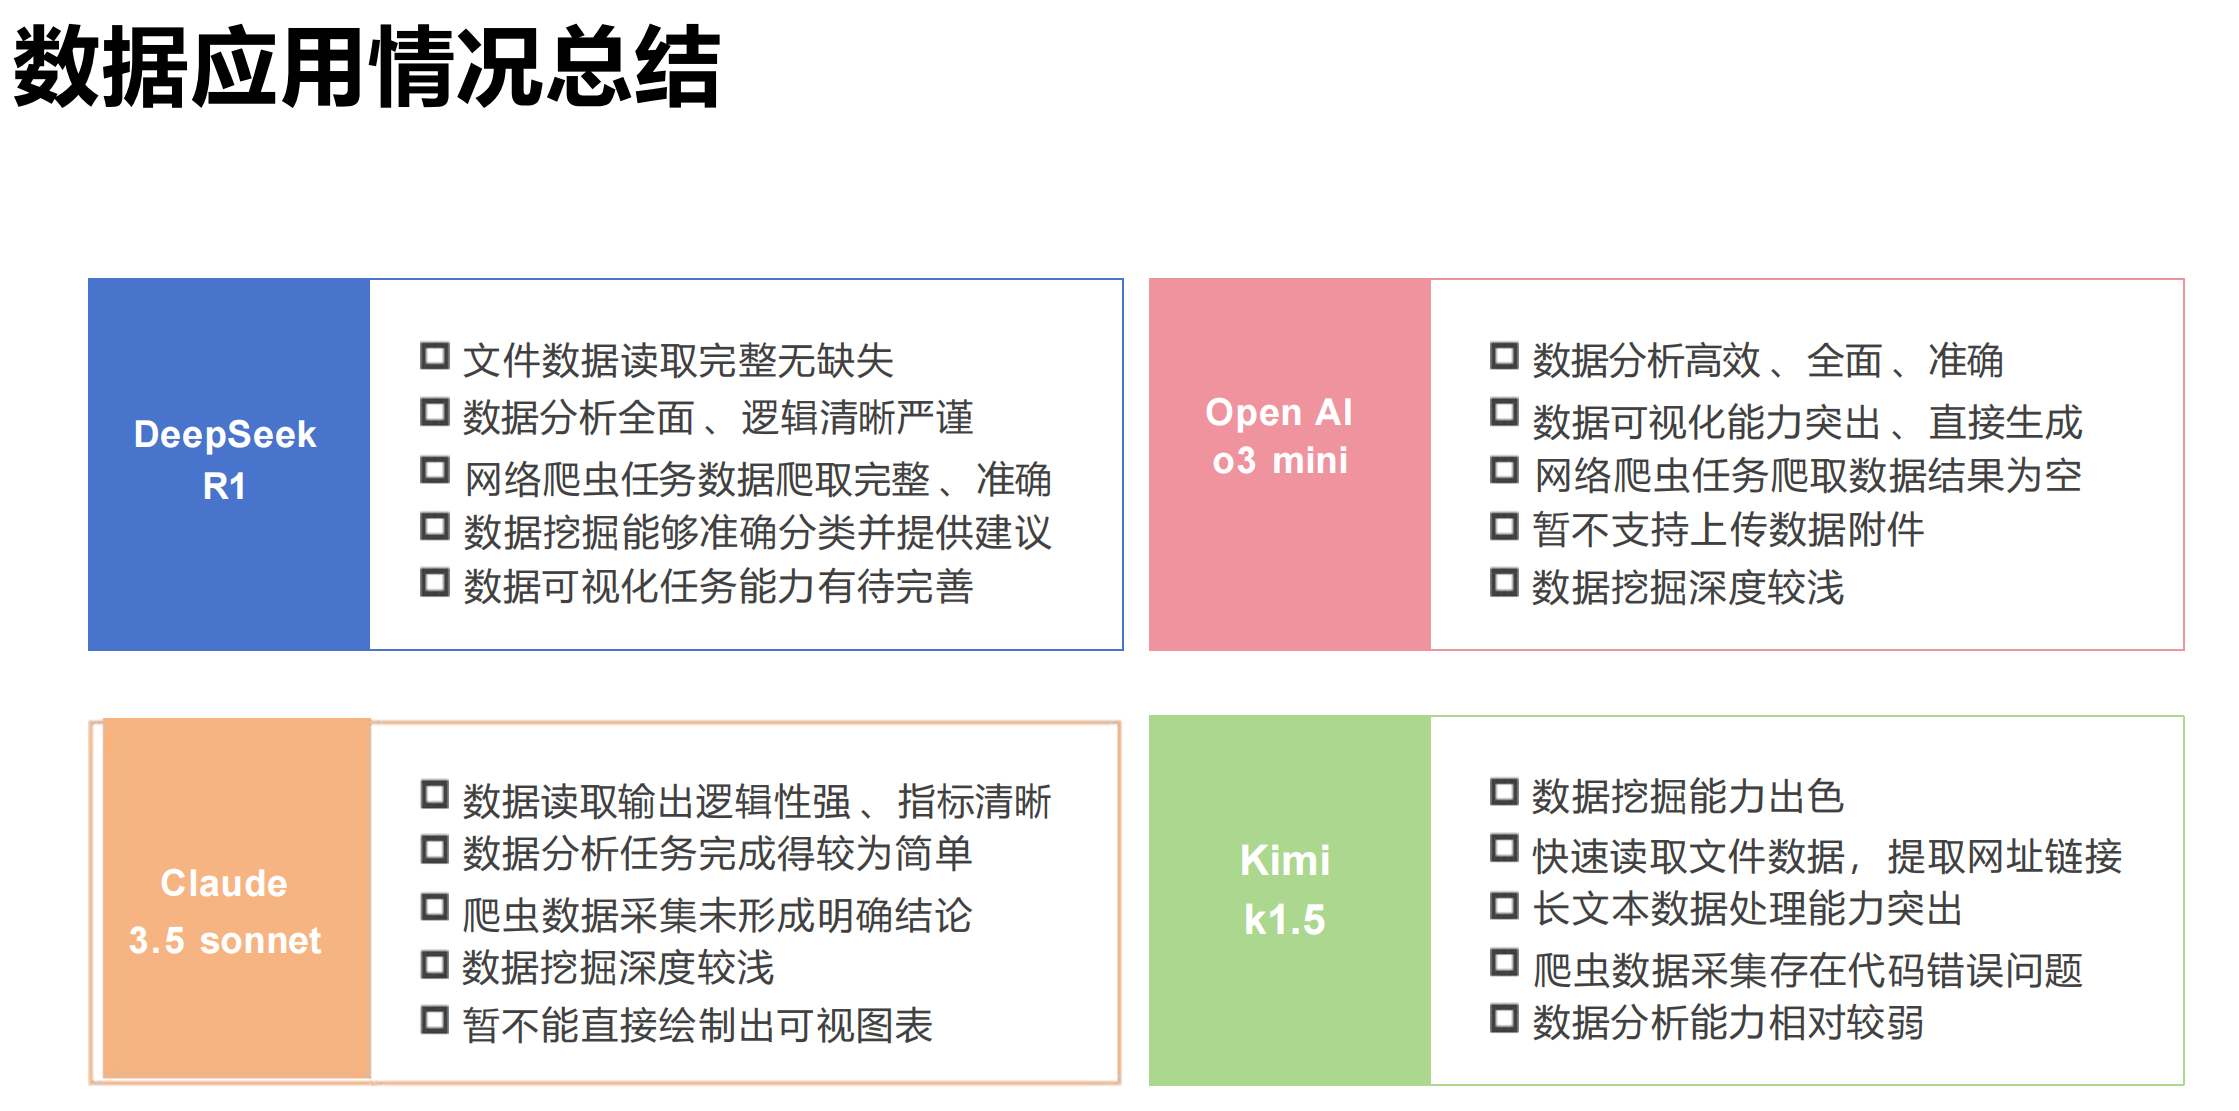 数据应用情况总结
DeepSeek
R1
文件数据读取完整无缺失
数据分析全面、逻辑清晰严谨
网络爬虫任务数据爬取完整、准确
数据挖掘能够准确分类并提供建议
数据可视化任务能力有待完善
Open AI
o3 mini
数据分析高效、全面、准确
数据可视化能力突出、直接生成
网络爬虫任务爬取数据结果为空
暂不支持上传数据附件
数据挖掘深度较浅
Claude
3.5 sonnet
数据读取输出逻辑性强、指标清晰
数据分析任务完成得较为简单
爬虫数据采集未形成明确结论
数据挖掘深度较浅
暂不能直接绘制出可视图表
Kimi
k1.5
数据挖掘能力出色
快速读取文件数据，提取网址链接
长文本数据处理能力突出
爬虫数据采集存在代码错误问题
数据分析能力相对较弱